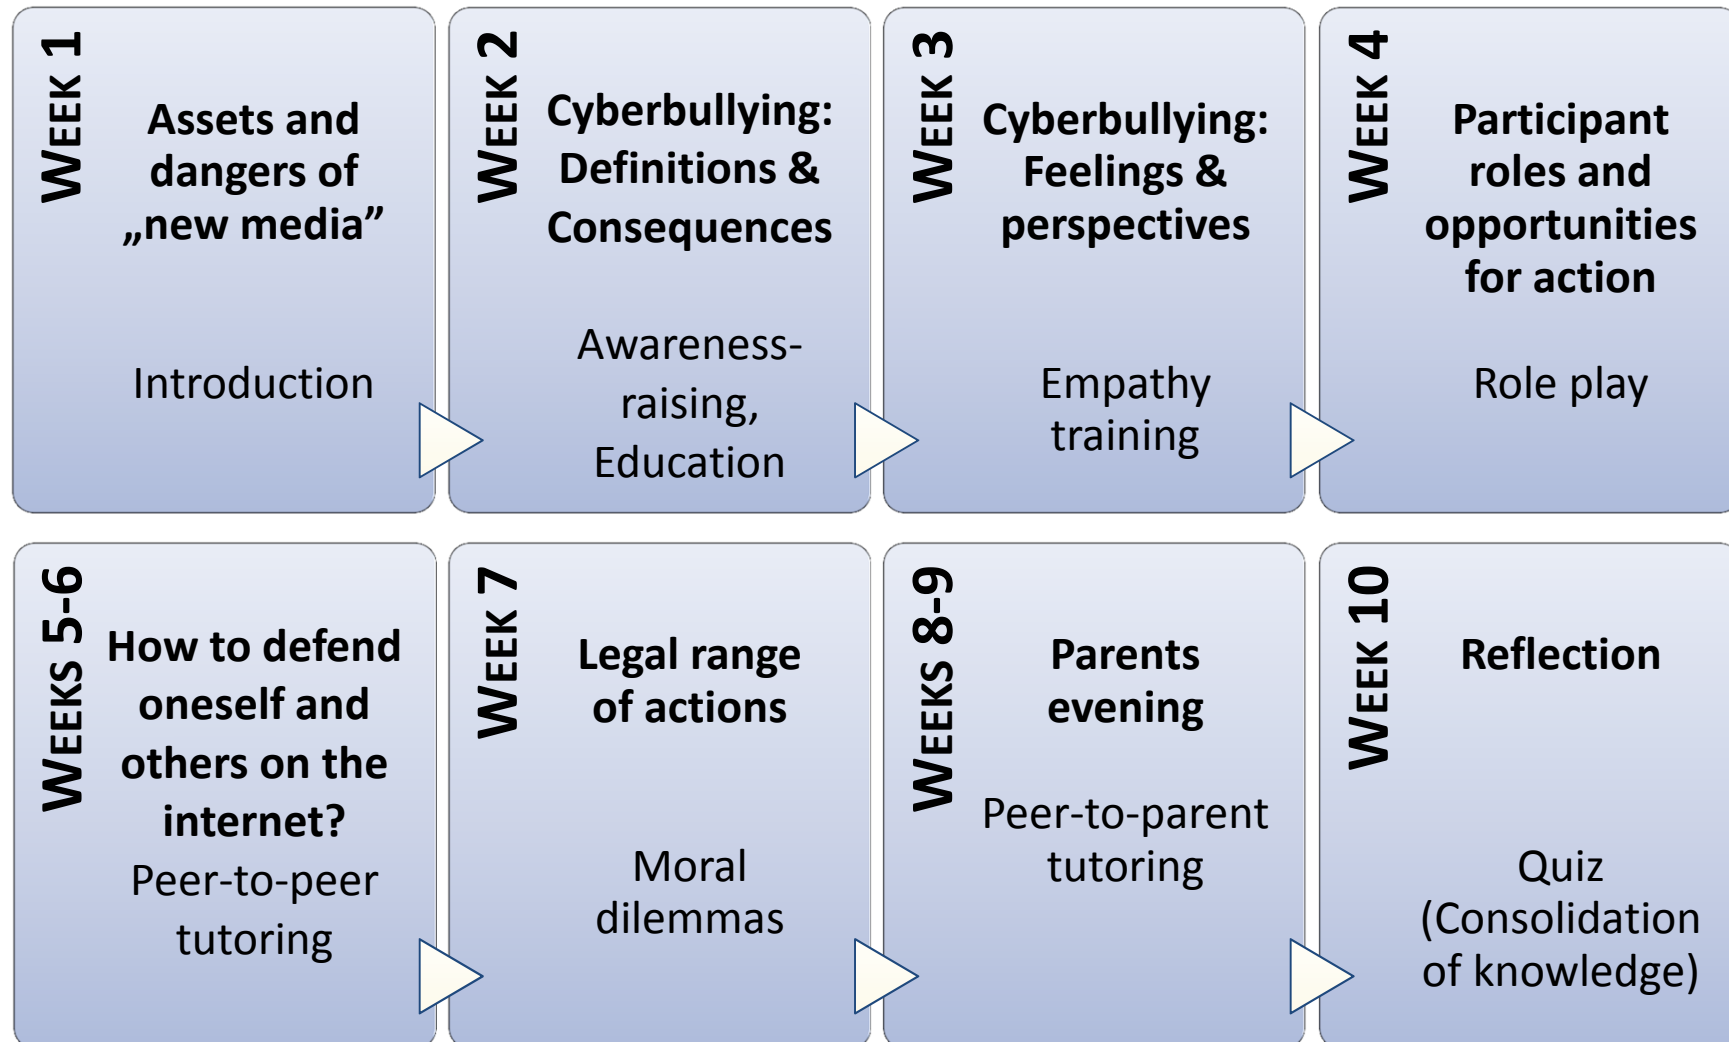 WEEK 1
Assets and
dangers of
„new media”
Introduction
WEEK 2
Cyberbullying:
Definitions &
Consequences
Awareness-
raising,
Education
WEEK 3
Cyberbullying:
Feelings &
perspectives
Empathy
training
WEEK 4
Participant
roles and
opportunities
for action
Role play
WEEKS 5-6
How to defend
oneself and
others on the
internet?
Peer-to-peer
tutoring
WEEK 7
Legal range
of actions
Moral
dilemmas
WEEKS 8-9
Parents
evening
Peer-to-parent
tutoring
WEEK 10
Reflection
Quiz
(Consolidation
of knowledge)